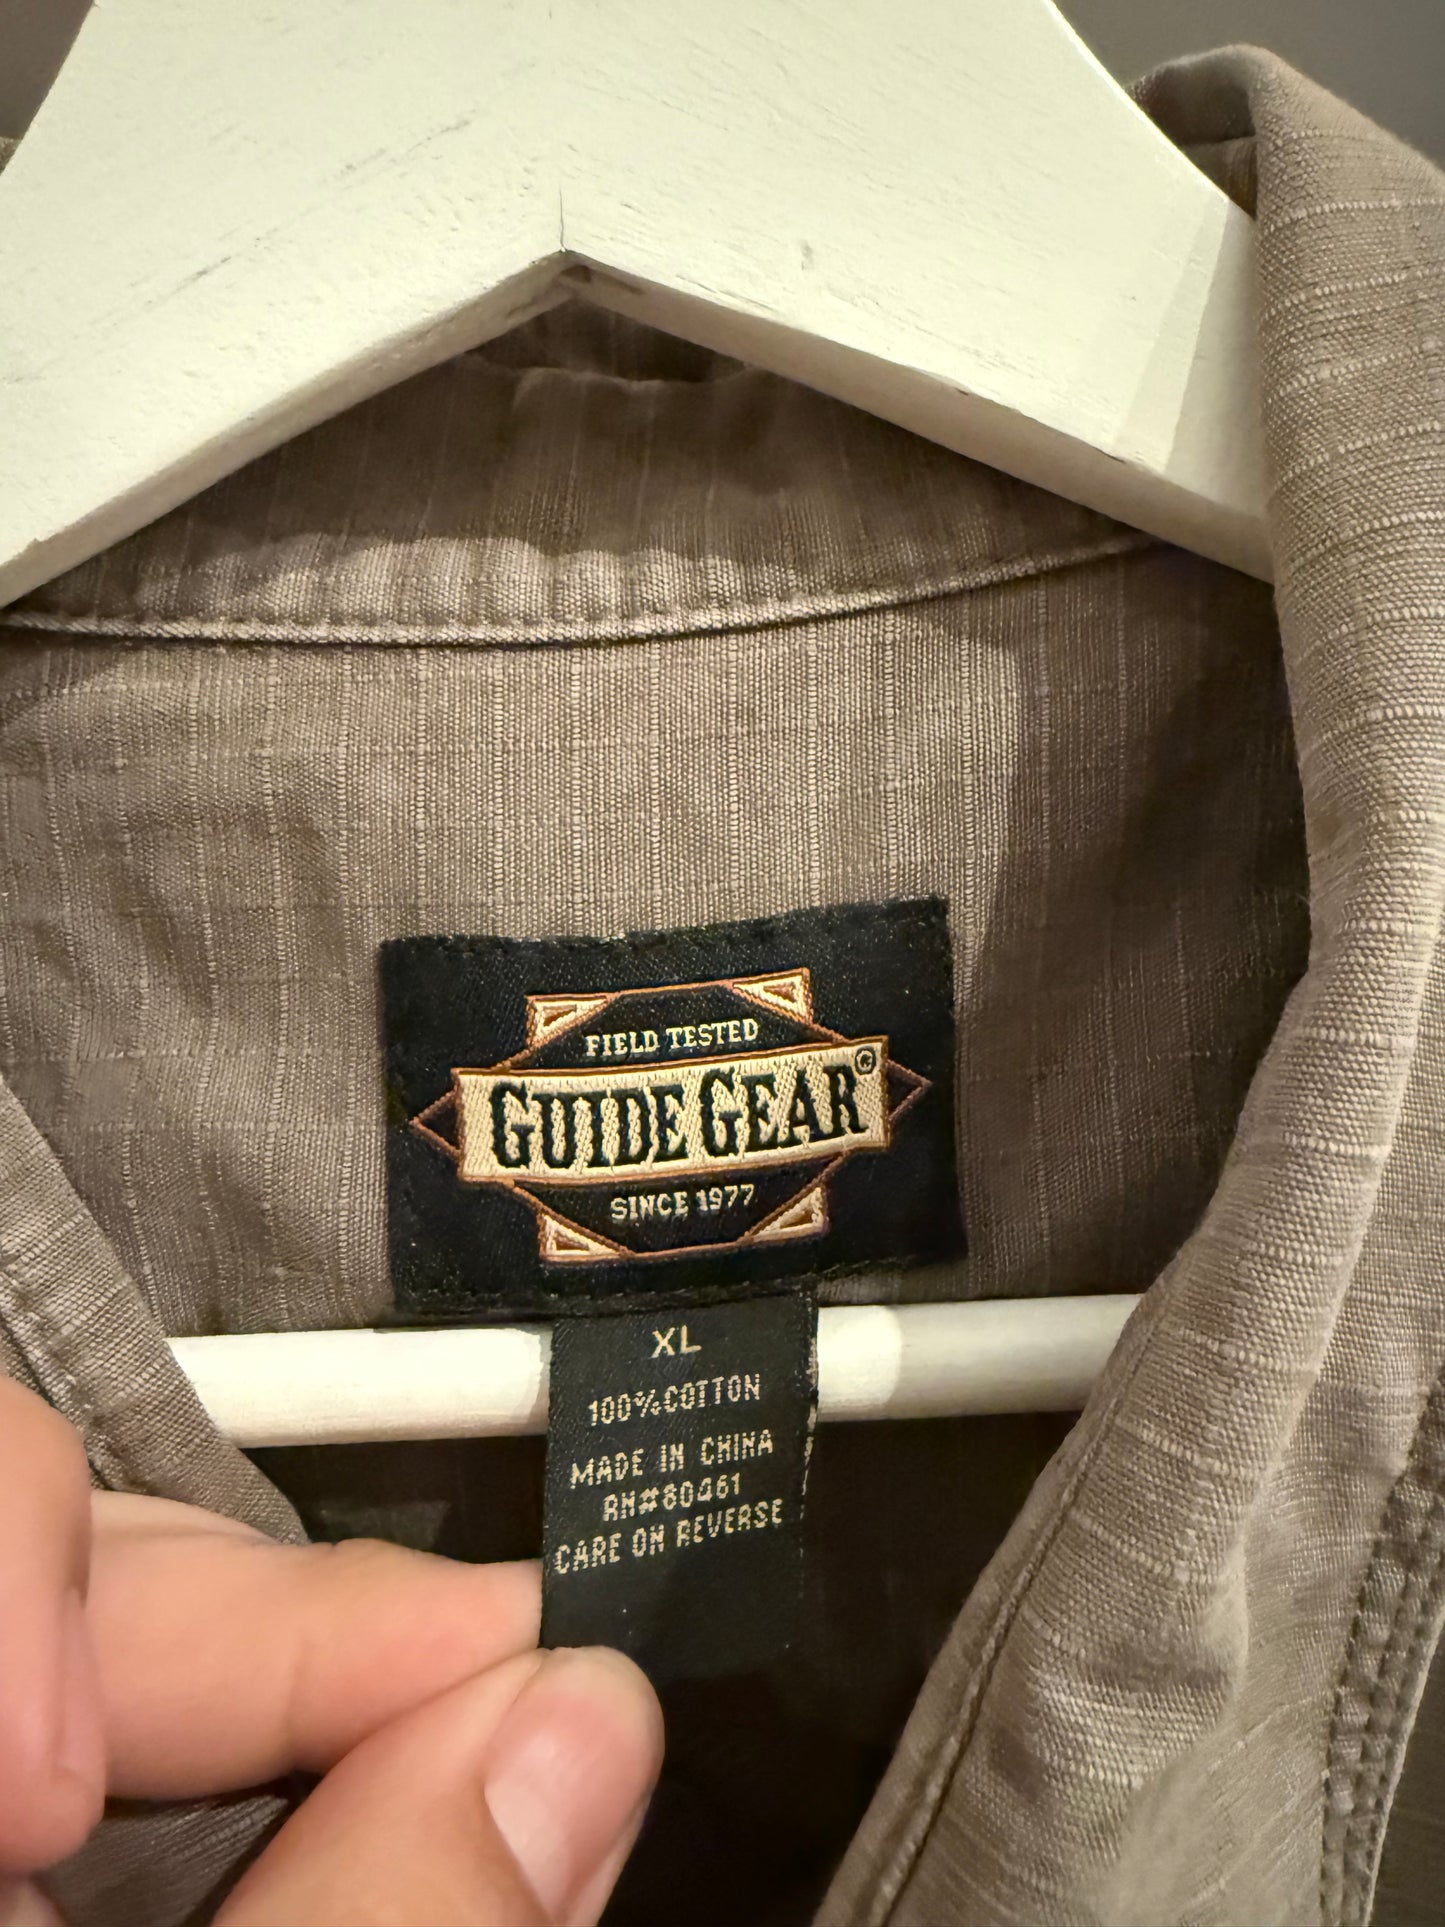 FIELD TESTED
GUIDE GEAR®
SINCE 1977
XL
100% COTTON
MADE IN CHINA
RN#80461
CARE ON REVERSE